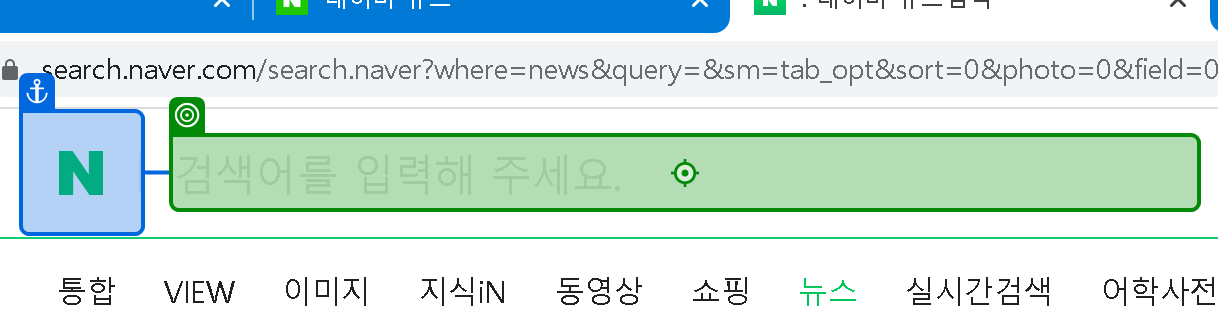 search.naver.com/search.naver?where=news&query=&sm=tab_opt&sort=0&photo=0&field=0
N 검색어를 입력해 주세요.
통합 VIEW 이미지 지식iN 동영상 쇼핑 뉴스 실시간검색 어학사전